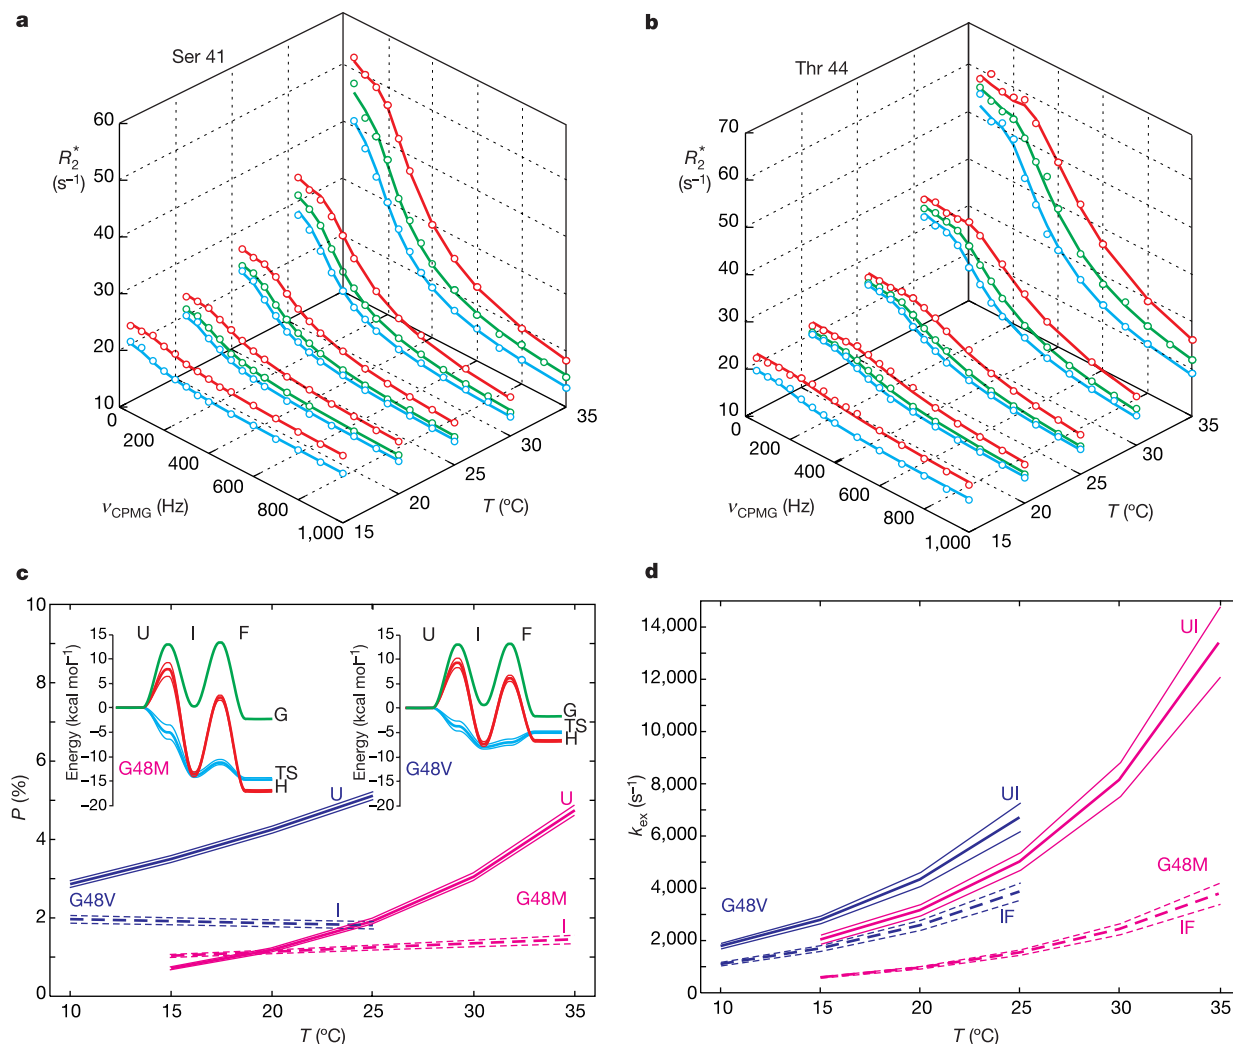 a
Ser 41
R2* (s−1)
60
50
40
30
20
10
0
200
400
600
800
1,000
νCPMG (Hz)
15
20
25
30
35
T (°C)
b
Thr 44
R2* (s−1)
70
60
50
40
30
20
10
0
200
400
600
800
1,000
νCPMG (Hz)
15
20
25
30
35
T (°C)
c
P (%)
10
8
6
4
2
0
10
15
20
25
30
35
T (°C)
U I F
Energy (kcal mol−1)
15
10
5
0
−5
−10
−15
−20
G
TS
H
G48M
U I F
Energy (kcal mol−1)
15
10
5
0
−5
−10
−15
−20
G
TS
H
G48V
U
U
G48V
I
G48M
I
d
kex (s−1)
14,000
12,000
10,000
8,000
6,000
4,000
2,000
0
10
15
20
25
30
35
T (°C)
UI
UI
G48V
G48M
IF
IF